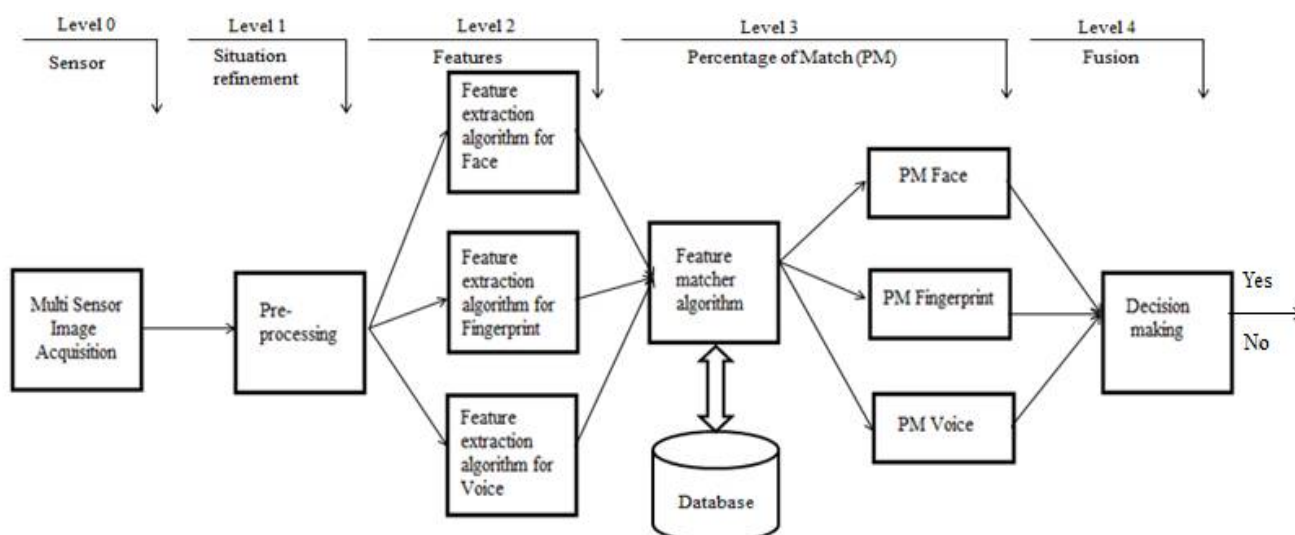 Level 0
Sensor
Level 1
Situation
refinement
Level 2
Features
Level 3
Percentage of Match (PM)
Level 4
Fusion
Multi Sensor
Image
Acquisition
Pre-
processing
Feature
extraction
algorithm for
Face
Feature
extraction
algorithm
for Fingerprint
Feature
extraction
algorithm for
Voice
Feature
matcher
algorithm
Database
PM Face
PM Fingerprint
PM Voice
Decision
making
Yes
No